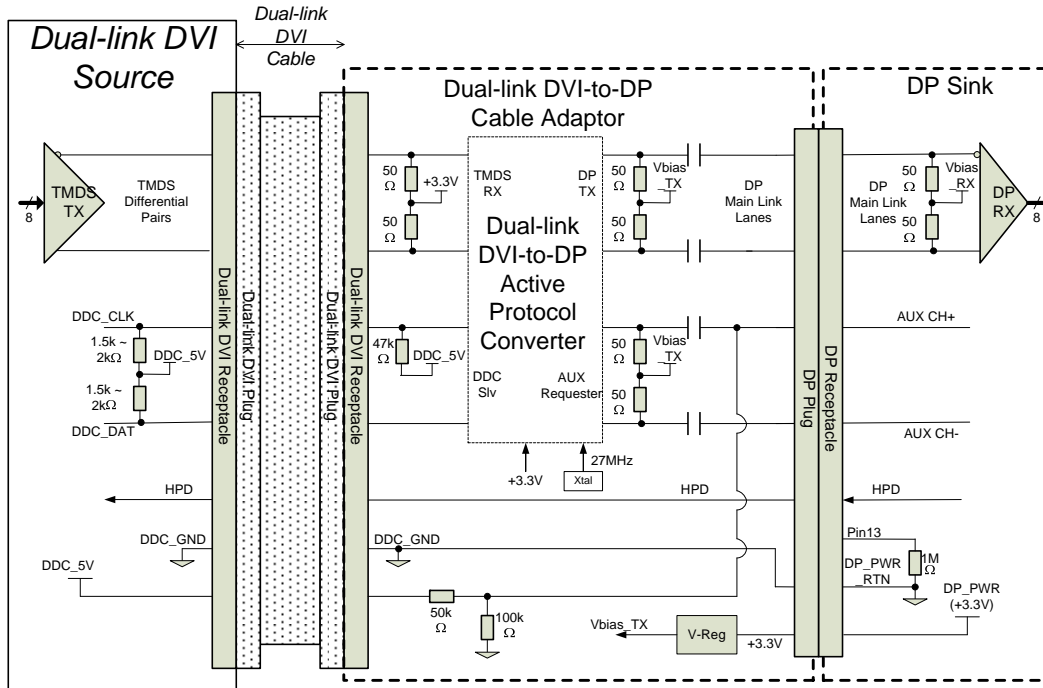 Dual-link DVI
Source
Dual-link
DVI
Cable
Dual-link DVI-to-DP
Cable Adaptor
DP Sink
TMDS
TX
8
TMDS
Differential
Pairs
50
Ω
+3.3V
50
Ω
TMDS
RX
DP
TX
Dual-link
DVI-to-DP
Active
Protocol
Converter
DDC
Slv
AUX
Requester
50
Ω
Vbias
_TX
50
Ω
DP
Main Link
Lanes
DP
Main Link
Lanes
50
Ω
Vbias
_RX
50
Ω
DP
RX
8
Dual-link DVI Receptacle
Dual-link DVI Plug
Dual-link DVI Plug
Dual-link DVI Receptacle
DP Plug
DP Receptacle
DDC_CLK
1.5k ~
2kΩ
DDC_5V
1.5k ~
2kΩ
DDC_DAT
47k
Ω
DDC_5V
50
Ω
Vbias
_TX
50
Ω
AUX CH+
AUX CH-
+3.3V
27MHz
Xtal
HPD
HPD
HPD
DDC_GND
DDC_GND
Pin13
1M
Ω
DP_PWR
_RTN
DDC_5V
50k
Ω
100k
Ω
Vbias_TX
V-Reg
+3.3V
DP_PWR
(+3.3V)